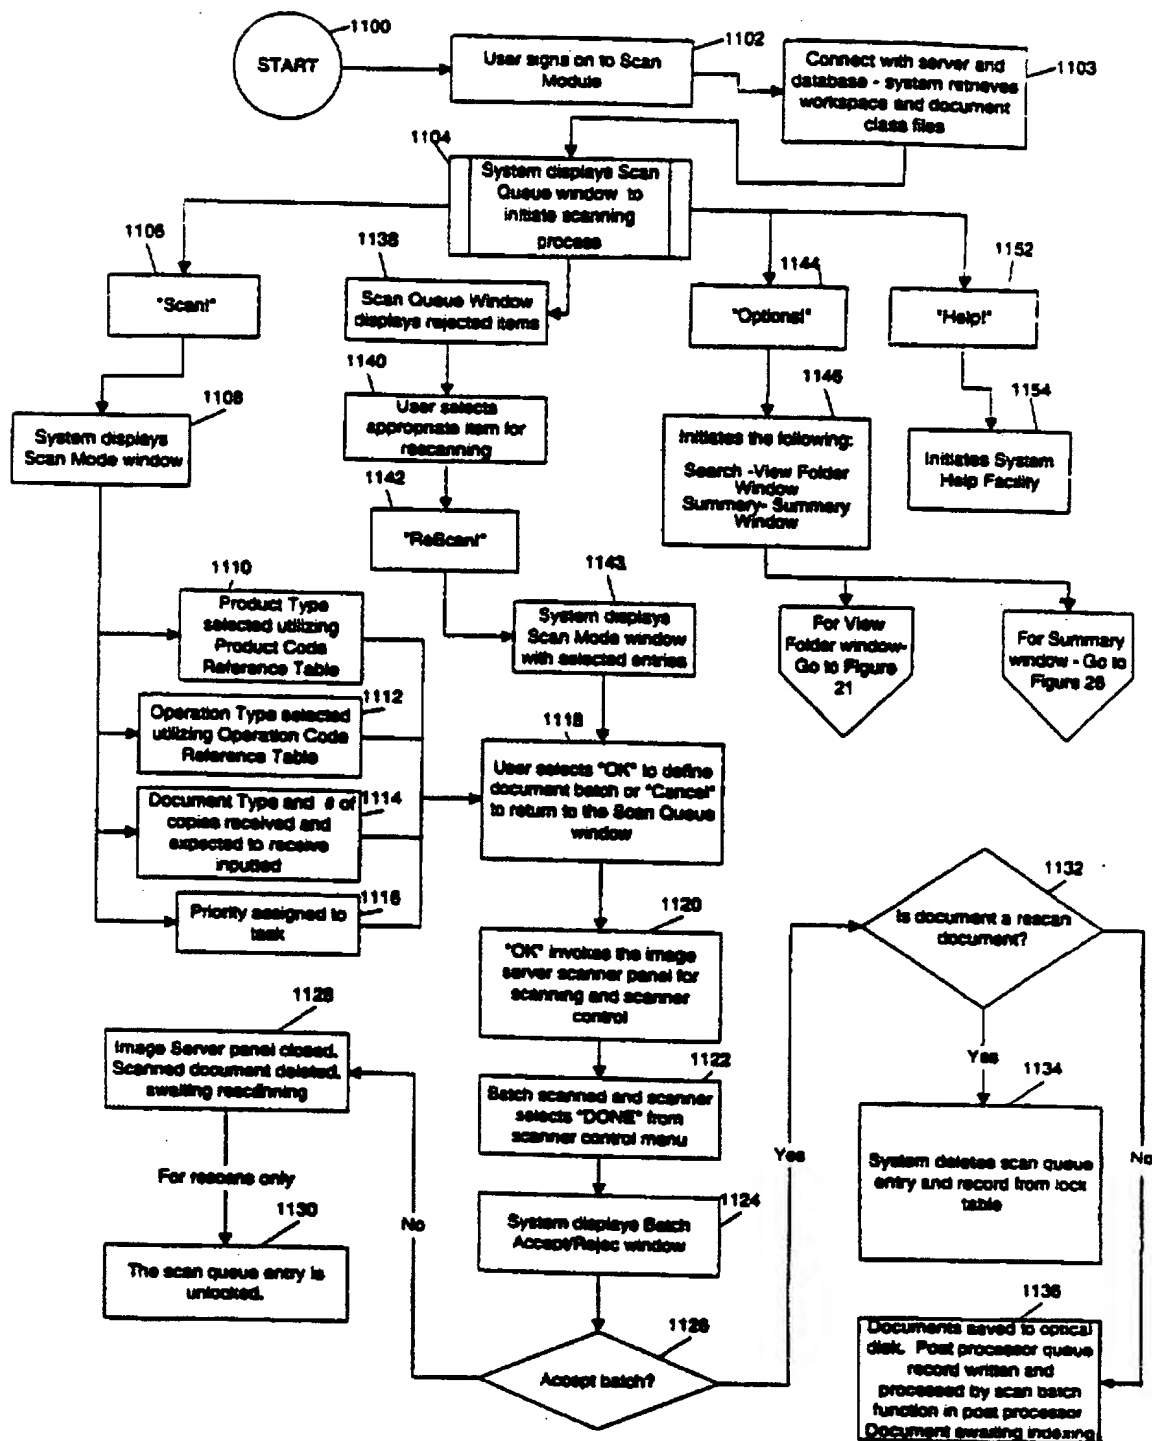 1100
START
1102
User signs on to Scan
Module
1103
Connect with server and
database - system retrieves
workspace and document
class files
1104
System displays Scan
Queue window to
initiate scanning
process
1106
"Scan!"
1138
Scan Queue Window
displays rejected items
1144
"Options!"
1152
"Help!"
1108
System displays
Scan Mode window
1140
User selects
appropriate item for
rescanning
1146
Initiates the following:
Search -View Folder
Window
Summary- Summary
Window
1154
Initiates System
Help Facility
1142
"ReScan!"
1110
Product Type
selected utilizing
Product Code
Reference Table
1143
System displays
Scan Mode window
with selected entries
For View
Folder window-
Go to Figure
21
For Summary
window - Go to
Figure 26
1112
Operation Type selected
utilizing Operation Code
Reference Table
1118
User selects "OK" to define
document batch or "Cancel"
to return to the Scan Queue
window
1114
Document Type and # of
copies received and
expected to receive
inputted
1116
Priority assigned to
task
1120
"OK" invokes the image
server scanner panel for
scanning and scanner
control
1132
Is document a rescan
document?
1128
Image Server panel closed.
Scanned document deleted,
awaiting rescanning
1122
Batch scanned and scanner
selects "DONE" from
scanner control menu
Yes
1134
System deletes scan queue
entry and record from lock
table
Yes
No
For rescans only
1130
The scan queue entry is
unlocked.
No
1124
System displays Batch
Accept/Rejec window
1126
Accept batch?
1136
Documents saved to optical
disk. Post processor queue
record written and
processed by scan batch
function in post processor
Document awaiting indexing